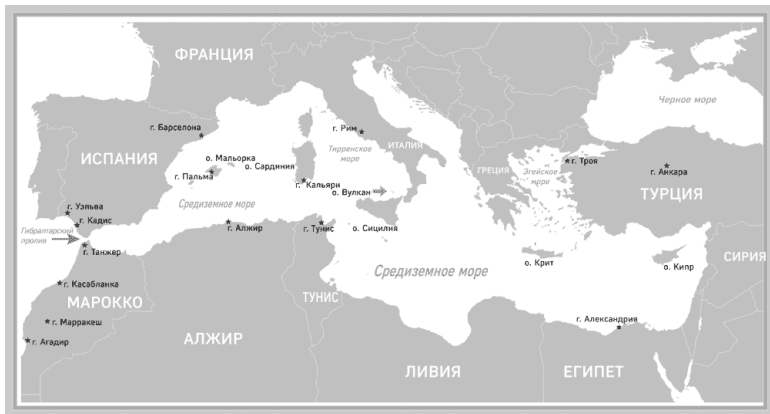 ФРАНЦИЯ
Черное море
г. Барселона
г. Рим
ИТАЛИЯ
Тирренское
море
ИСПАНИЯ
о. Мальорка
о. Сардиния
г. Пальма
г. Кальяри
о. Вулкан
ГРЕЦИЯ
Эгейское
море
г. Троя
г. Анкара
ТУРЦИЯ
г. Уэльва
г. Кадис
Средиземное море
Гибралтарский
пролив
г. Танжер
г. Алжир
г. Тунис
о. Сицилия
о. Крит
о. Кипр
СИРИЯ
Средиземное море
г. Касабланка
МАРОККО
ТУНИС
г. Марракеш
г. Агадир
АЛЖИР
г. Александрия
ЛИВИЯ
ЕГИПЕТ